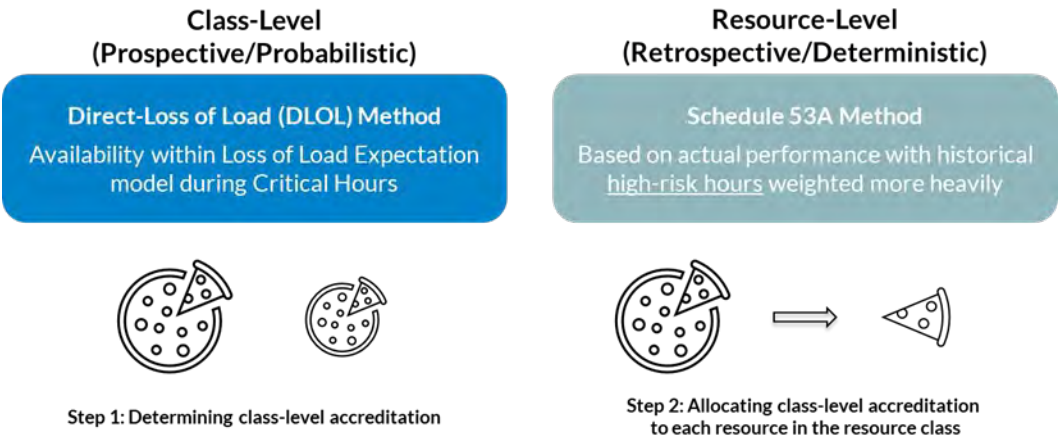 Class-Level
(Prospective/Probabilistic)
Direct-Loss of Load (DLOL) Method
Availability within Loss of Load Expectation
model during Critical Hours
Step 1: Determining class-level accreditation
Resource-Level
(Retrospective/Deterministic)
Schedule 53A Method
Based on actual performance with historical
high-risk hours weighted more heavily
Step 2: Allocating class-level accreditation
to each resource in the resource class